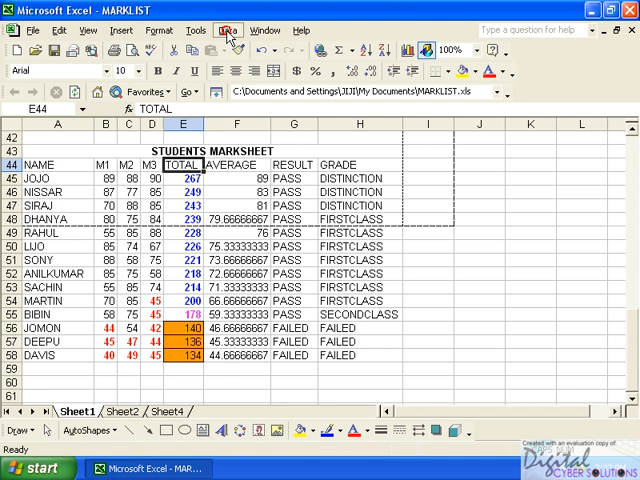 Microsoft Excel - MARKLIST
File Edit View Insert Format Tools Data Window Help
Type a question for help
100%
Arial 10 B I U
Favorites Go C:\Documents and Settings\JIJI\My Documents\MARKLIST.xls
E44 fx TOTAL
A B C D E F G H I J K L
42
43 STUDENTS MARKSHEET
44 NAME M1 M2 M3 TOTAL AVERAGE RESULT GRADE
45 JOJO 89 88 90 267 89 PASS DISTINCTION
46 NISSAR 87 77 85 249 83 PASS DISTINCTION
47 SIRAJ 70 88 85 243 81 PASS DISTINCTION
48 DHANYA 80 75 84 239 79.66666667 PASS FIRSTCLASS
49 RAHUL 55 85 88 228 76 PASS FIRSTCLASS
50 LIJO 85 74 67 226 75.33333333 PASS FIRSTCLASS
51 SONY 88 58 75 221 73.66666667 PASS FIRSTCLASS
52 ANILKUMAR 85 75 58 218 72.66666667 PASS FIRSTCLASS
53 SACHIN 85 75 54 214 71.33333333 PASS FIRSTCLASS
54 MARTIN 70 85 45 200 66.66666667 PASS FIRSTCLASS
55 BIBIN 58 75 45 178 59.33333333 PASS SECONDCLASS
56 JOMON 44 54 42 140 46.66666667 FAILED FAILED
57 DEEPU 45 47 44 136 45.33333333 FAILED FAILED
58 DAVIS 40 49 45 134 44.66666667 FAILED FAILED
59
60
61
Sheet1 Sheet2 Sheet4
Draw AutoShapes
Ready
Created with an evaluation copy of
CAPS NUM
start Microsoft Excel - MAR...
Digital
CYBER SOLUTIONS